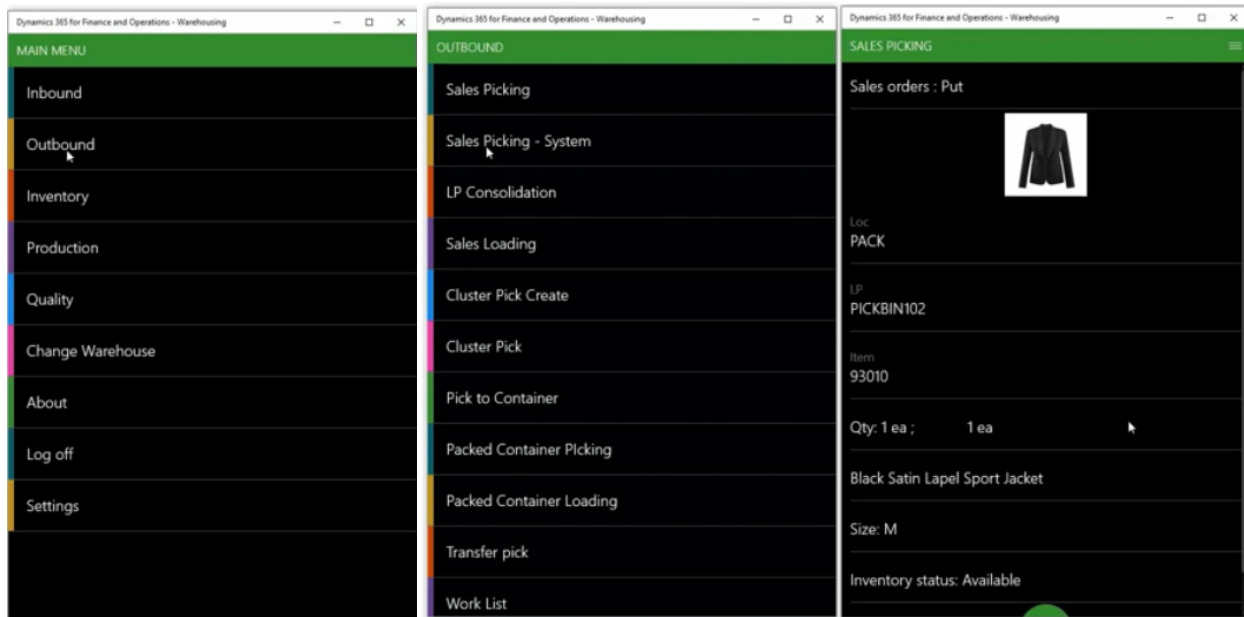 Dynamics 365 for Finance and Operations - Warehousing
MAIN MENU
Inbound
Outbound
Inventory
Production
Quality
Change Warehouse
About
Log off
Settings
Dynamics 365 for Finance and Operations - Warehousing
OUTBOUND
Sales Picking
Sales Picking - System
LP Consolidation
Sales Loading
Cluster Pick Create
Cluster Pick
Pick to Container
Packed Container PIcking
Packed Container Loading
Transfer pick
Work List
Dynamics 365 for Finance and Operations - Warehousing
SALES PICKING
Sales orders : Put
Loc
PACK
LP
PICKBIN102
Item
93010
Qty: 1 ea ; 1 ea
Black Satin Lapel Sport Jacket
Size: M
Inventory status: Available